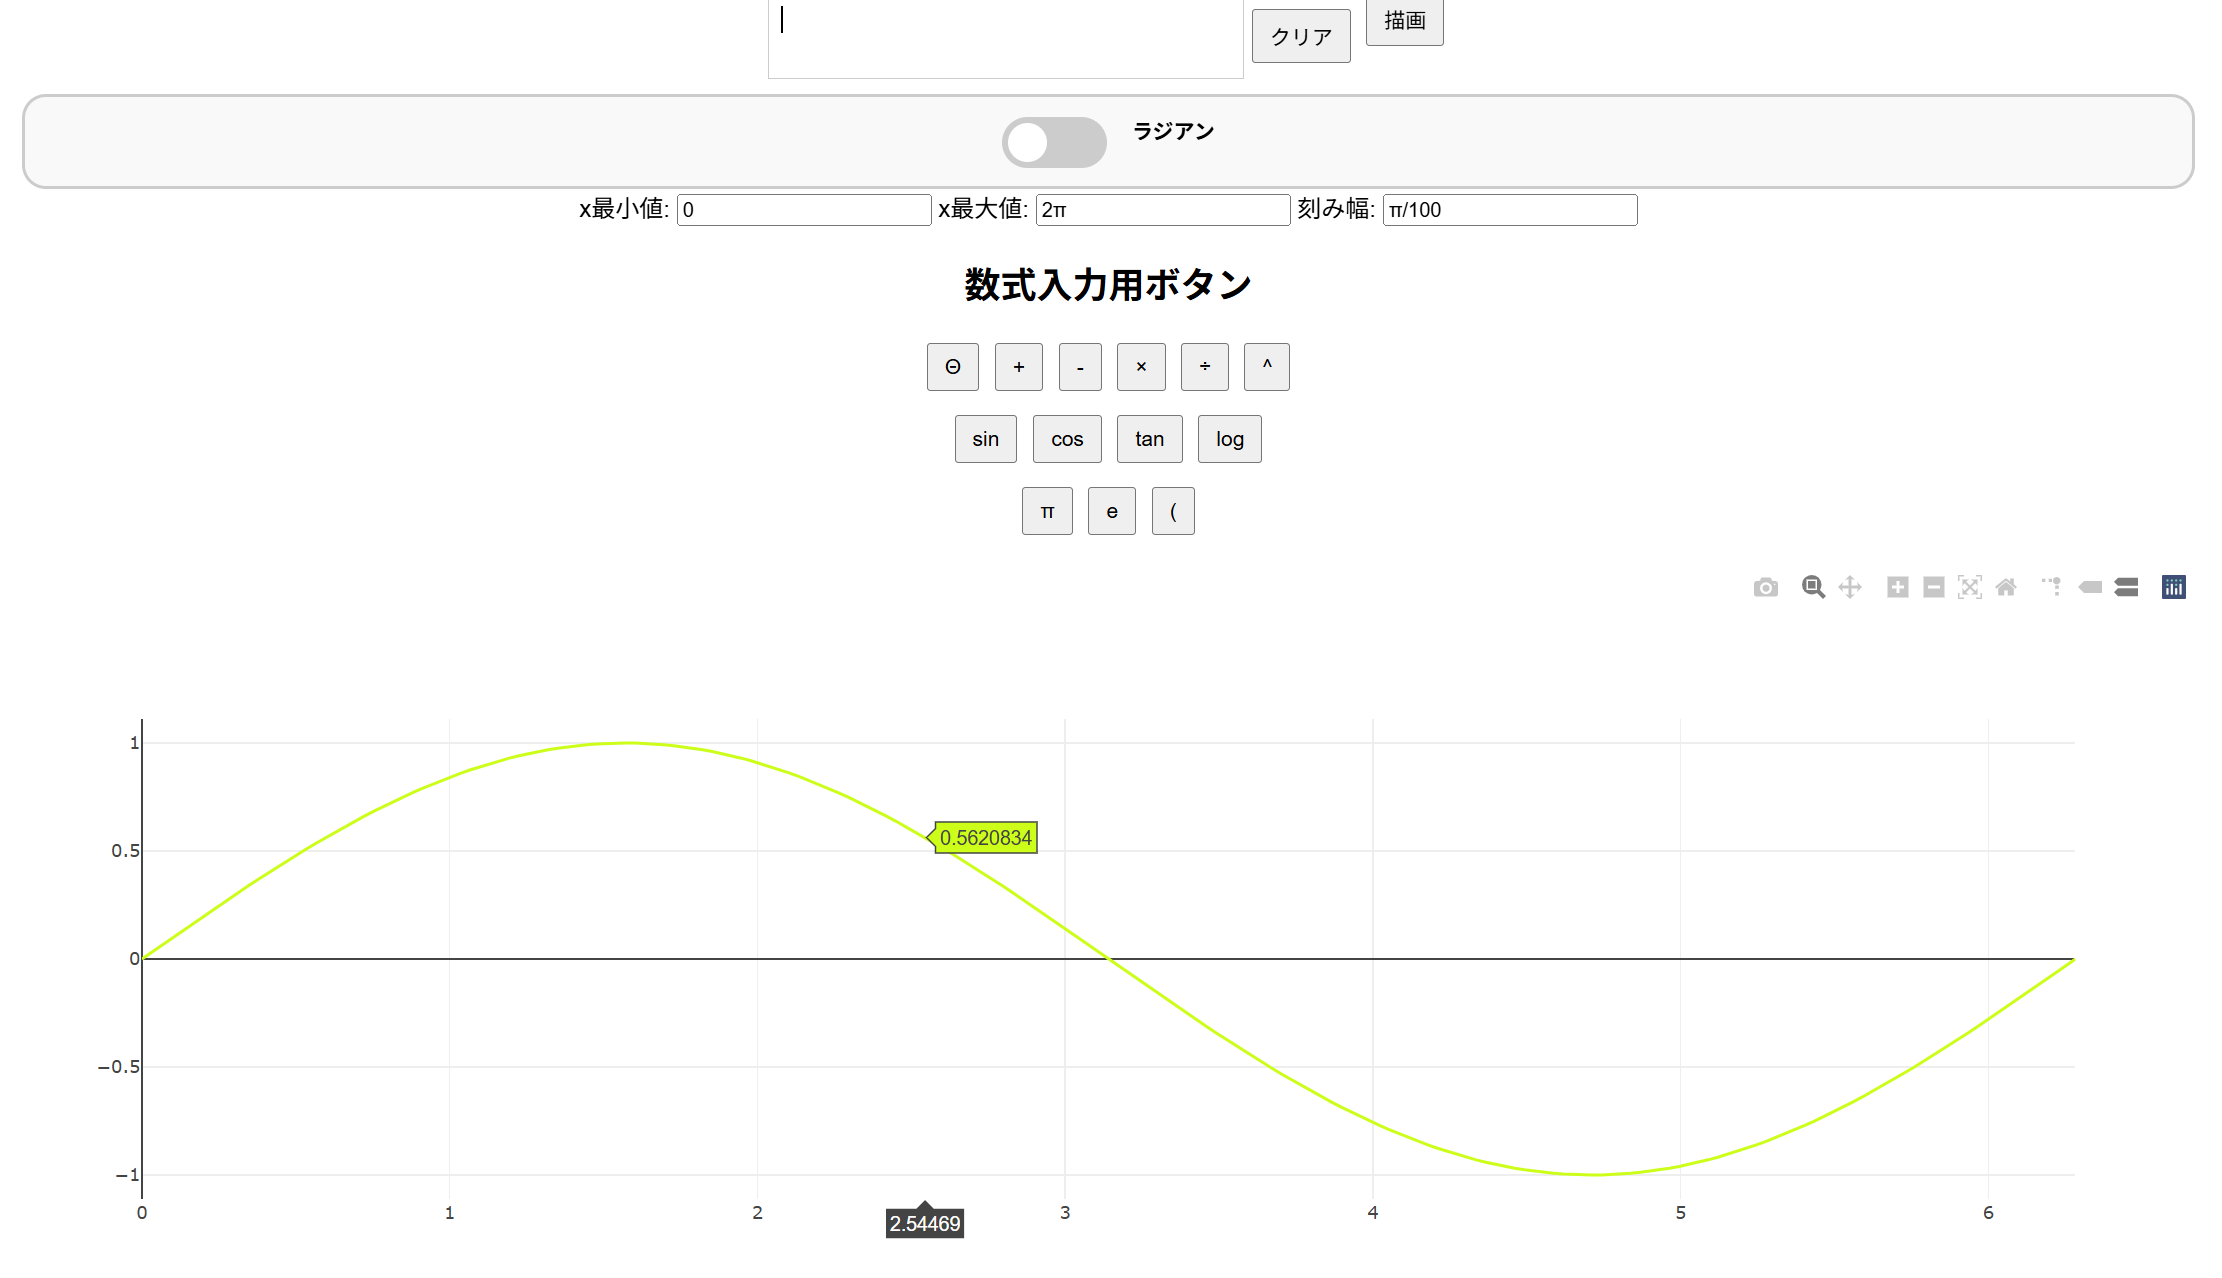 クリア 描画
ラジアン
x最小値: 0 x最大値: 2π 刻み幅: π/100
数式入力用ボタン
Θ + - × ÷ ^
sin cos tan log
π e (
1
0.5
0
−0.5
−1
0.5620834
0 1 2 3 4 5 6
2.54469